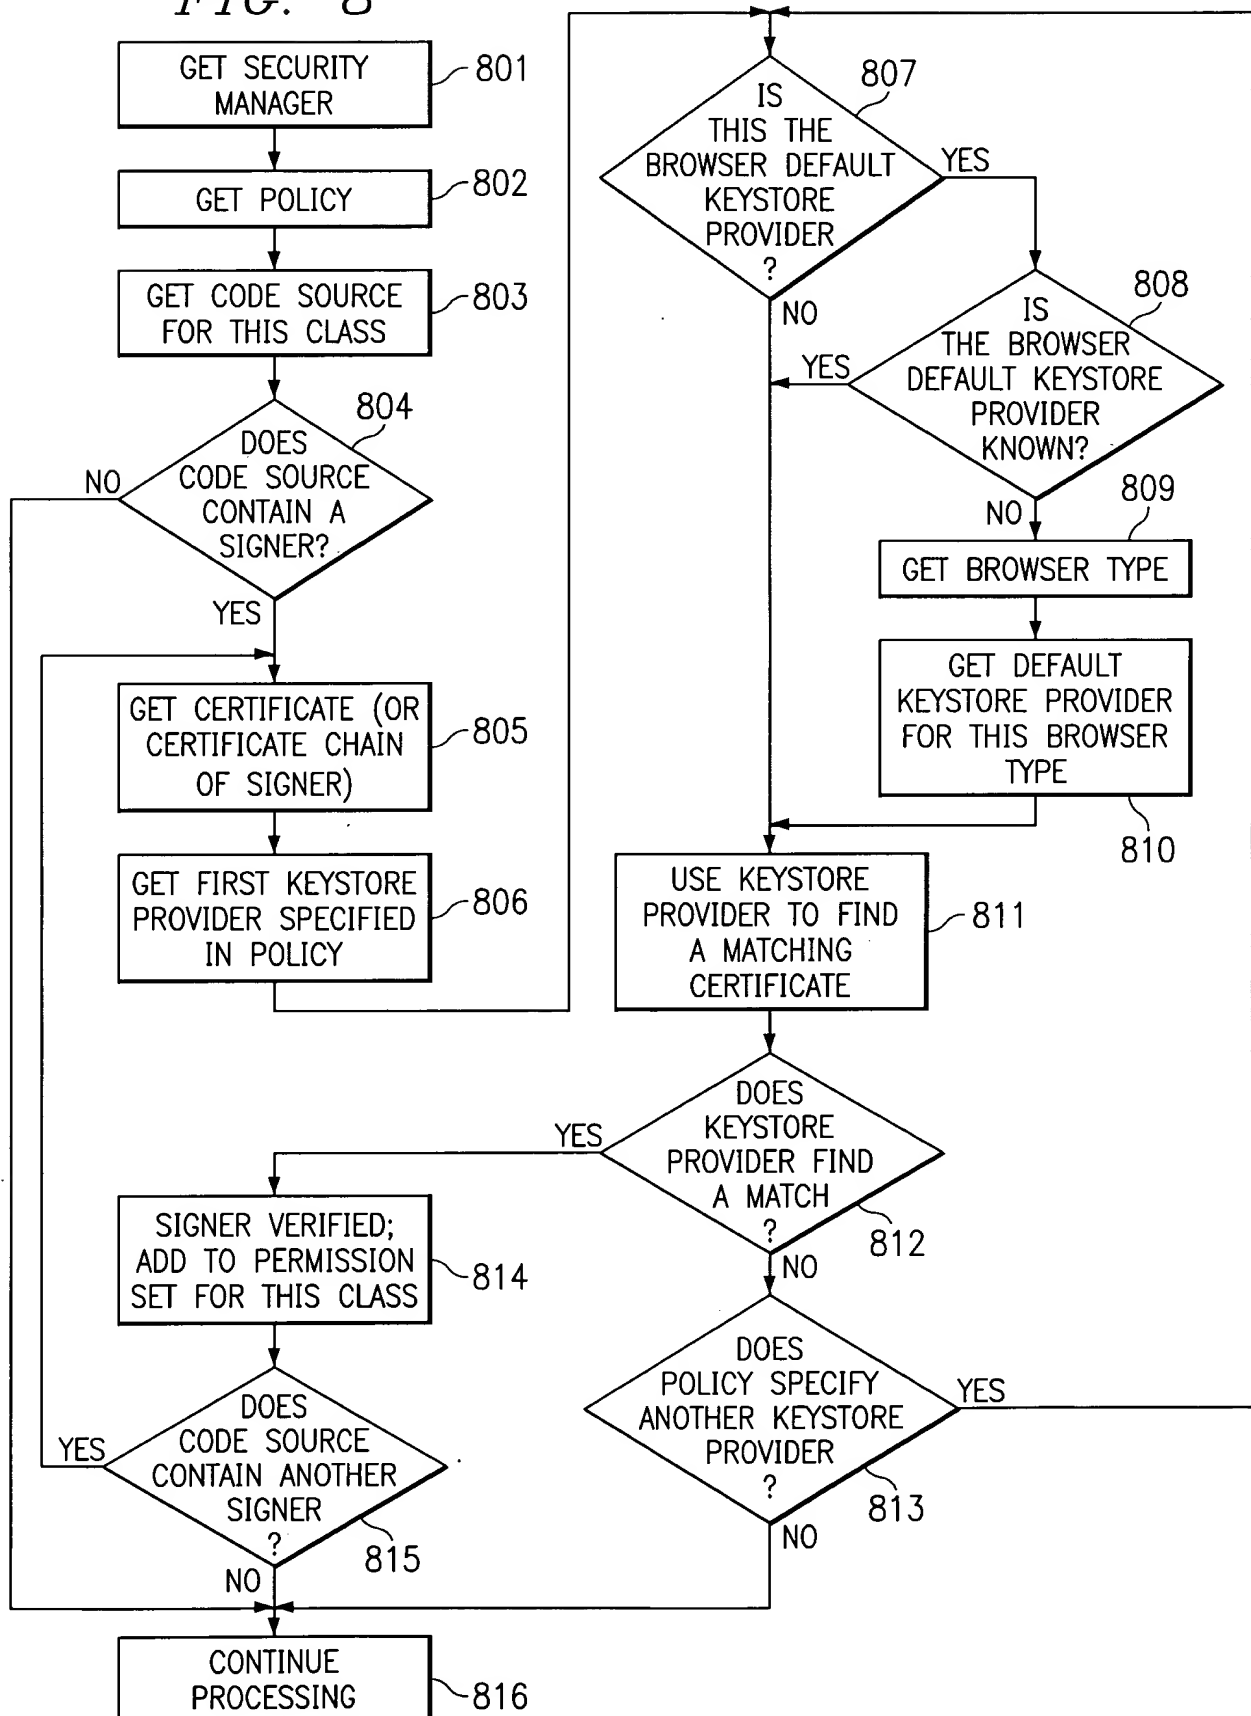 FIG. 8
GET SECURITY
MANAGER
801
GET POLICY
802
GET CODE SOURCE
FOR THIS CLASS
803
DOES
CODE SOURCE
CONTAIN A
SIGNER?
804
NO
YES
GET CERTIFICATE (OR
CERTIFICATE CHAIN
OF SIGNER)
805
GET FIRST KEYSTORE
PROVIDER SPECIFIED
IN POLICY
806
IS
THIS THE
BROWSER DEFAULT
KEYSTORE
PROVIDER
?
807
YES
NO
IS
THE BROWSER
DEFAULT KEYSTORE
PROVIDER
KNOWN?
808
YES
NO
809
GET BROWSER TYPE
GET DEFAULT
KEYSTORE PROVIDER
FOR THIS BROWSER
TYPE
810
USE KEYSTORE
PROVIDER TO FIND
A MATCHING
CERTIFICATE
811
DOES
KEYSTORE
PROVIDER FIND
A MATCH
?
812
YES
NO
DOES
POLICY SPECIFY
ANOTHER KEYSTORE
PROVIDER
?
813
YES
NO
SIGNER VERIFIED;
ADD TO PERMISSION
SET FOR THIS CLASS
814
DOES
CODE SOURCE
CONTAIN ANOTHER
SIGNER
?
815
YES
NO
CONTINUE
PROCESSING
816